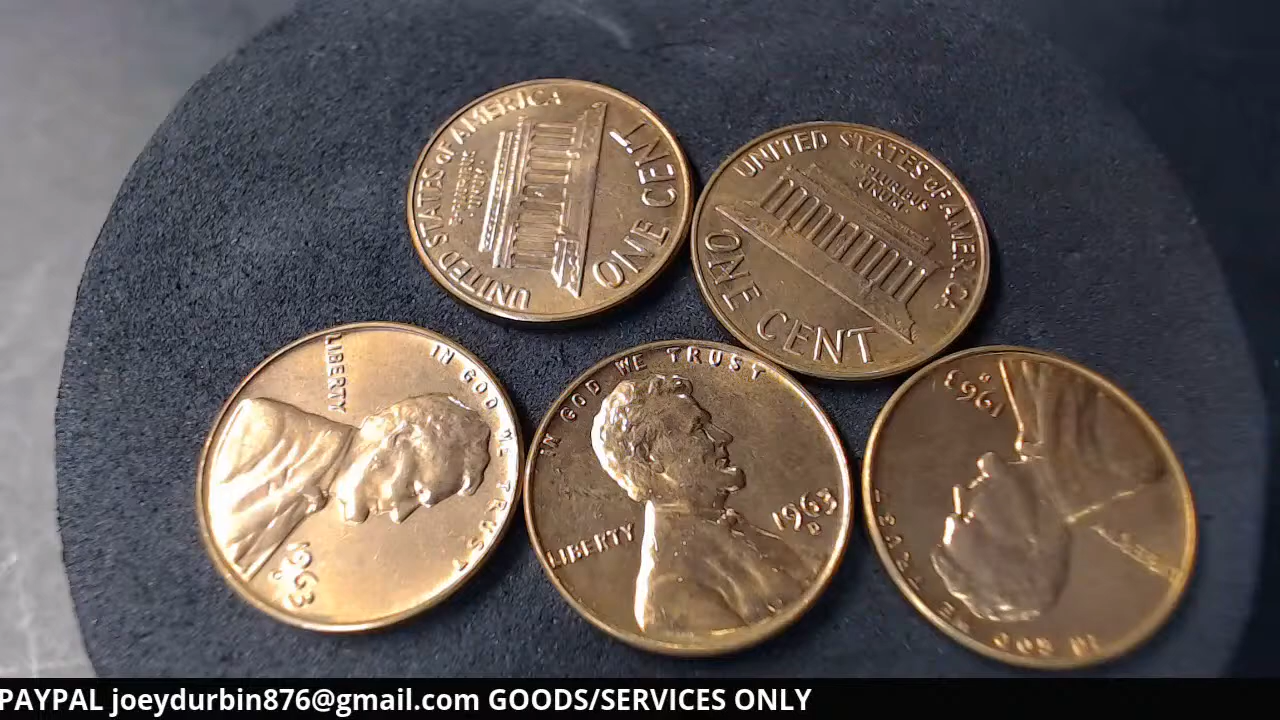 UNITED STATES OF AMERICA
E PLURIBUS
UNUM
ONE CENT
UNITED STATES OF AMERICA
E PLURIBUS
UNUM
ONE CENT
IN GOD WE TRUST
LIBERTY
1963
D
IN GOD WE TRUST
LIBERTY
1963
D
IN GOD WE TRUST
LIBERTY
1963
D
PAYPAL joeydurbin876@gmail.com GOODS/SERVICES ONLY